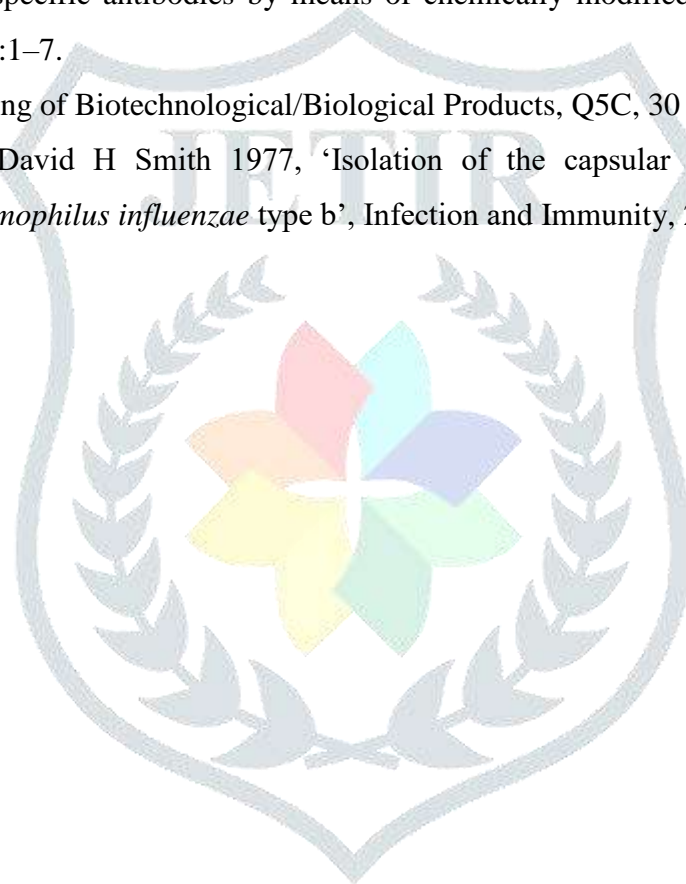 specific antibodies by means of chemically modified
:1–7.
ng of Biotechnological/Biological Products, Q5C, 30
David H Smith 1977, ‘Isolation of the capsular
mophilus influenzae type b’, Infection and Immunity,
JETIR